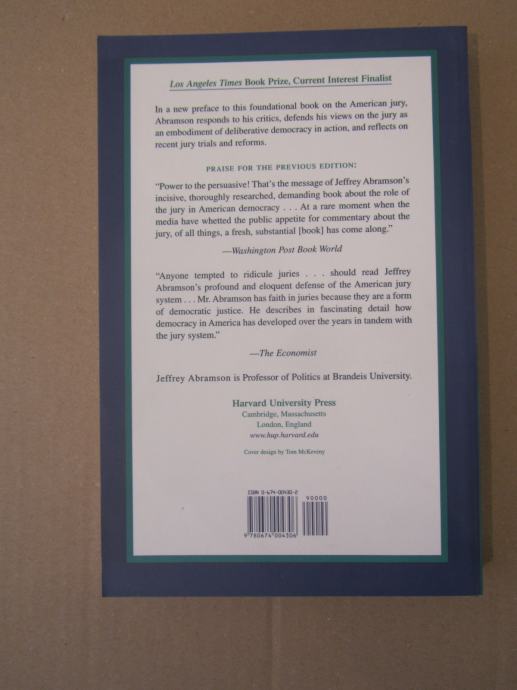 Los Angeles Times Book Prize, Current Interest Finalist
In a new preface to this foundational book on the American jury,
Abramson responds to his critics, defends his views on the jury as
an embodiment of deliberative democracy in action, and reflects on
recent jury trials and reforms.
PRAISE FOR THE PREVIOUS EDITION:
“Power to the persuasive! That’s the message of Jeffrey Abramson’s
incisive, thoroughly researched, demanding book about the role of
the jury in American democracy . . . At a rare moment when the
media have whetted the public appetite for commentary about the
jury, of all things, a fresh, substantial [book] has come along.”
—Washington Post Book World
“Anyone tempted to ridicule juries . . . should read Jeffrey
Abramson’s profound and eloquent defense of the American jury
system . . . Mr. Abramson has faith in juries because they are a form
of democratic justice. He describes in fascinating detail how
democracy in America has developed over the years in tandem with
the jury system.”
—The Economist
Jeffrey Abramson is Professor of Politics at Brandeis University.
Harvard University Press
Cambridge, Massachusetts
London, England
www.hup.harvard.edu
Cover design by Tom McKeveny
ISBN 0-674-00430-2
90000
9 780674 004306